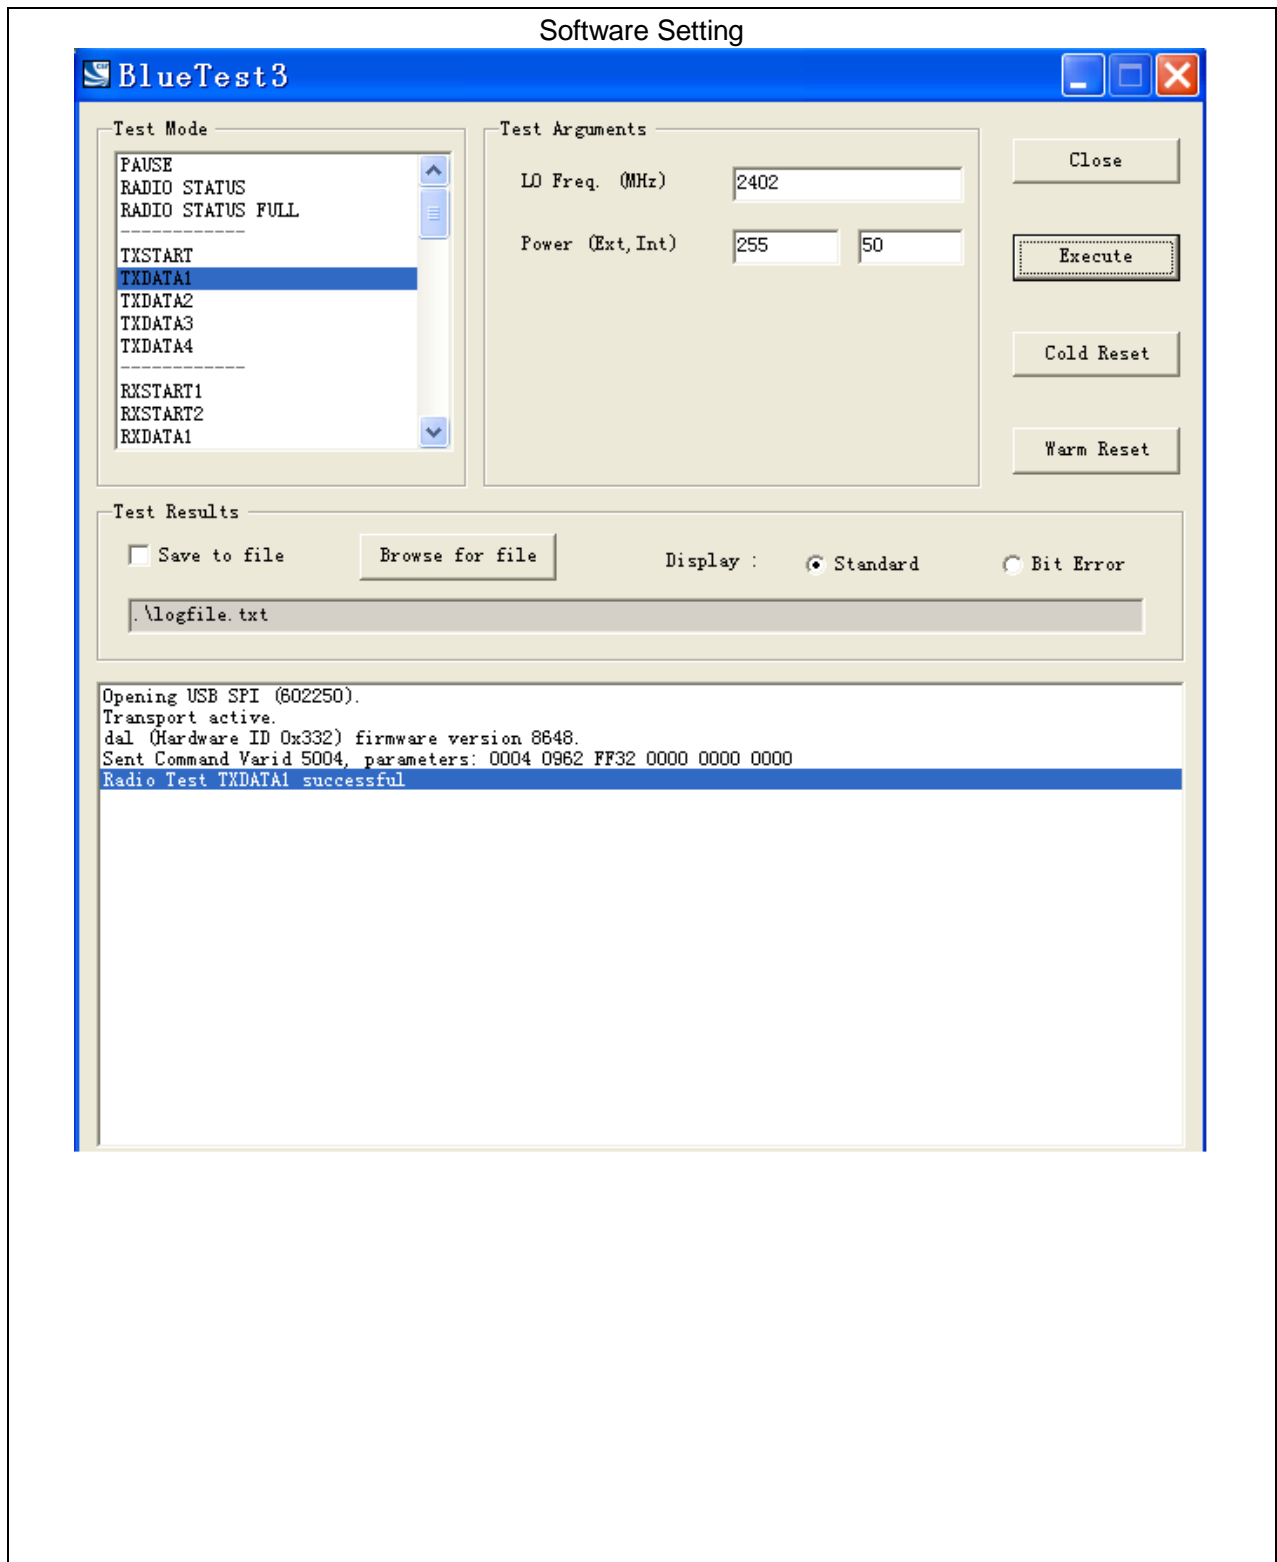 Software Setting
BlueTest3
Test Mode
PAUSE
RADIO STATUS
RADIO STATUS FULL
------------
TXSTART
TXDATA1
TXDATA2
TXDATA3
TXDATA4
------------
RXSTART1
RXSTART2
RXDATA1
Test Arguments
LO Freq. (MHz) 2402
Power (Ext, Int) 255 50
Close
Execute
Cold Reset
Warm Reset
Test Results
Save to file Browse for file Display : Standard Bit Error
.\logfile.txt
Opening USB SPI (602250).
Transport active.
dal (Hardware ID 0x332) firmware version 8648.
Sent Command Varid 5004, parameters: 0004 0962 FF32 0000 0000 0000
Radio Test TXDATA1 successful